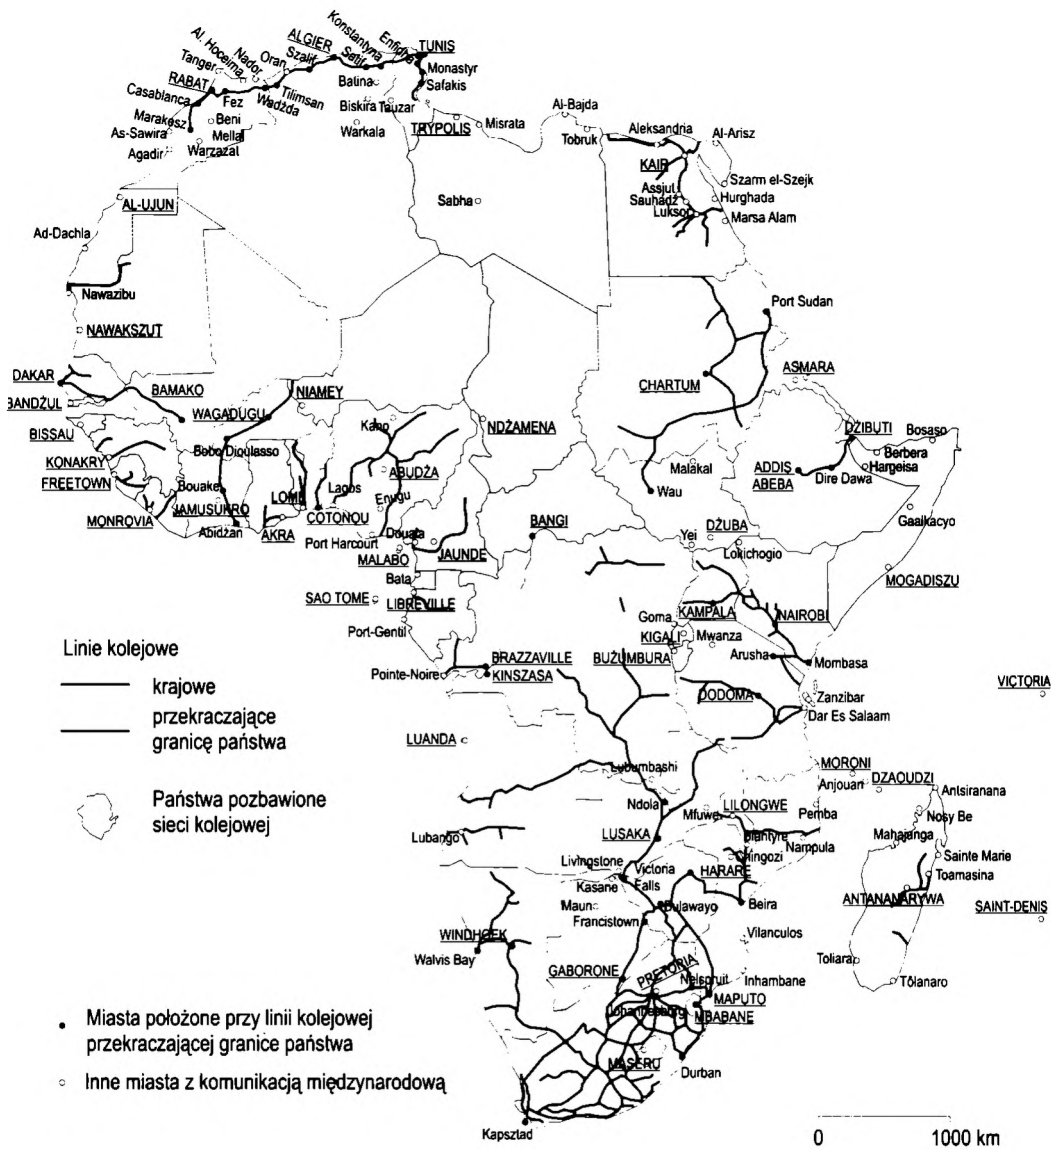 Konstantyna
Enfidha
TUNIS
ALGIER
Satif
Szalif
Al. Hoceima
Nador
Oran
Tanger
Monastyr
Batina
Safakis
RABAT
Tilimsan
Casablanca
Fez
Wadżda
Biskira
Tauzar
Al-Bajda
Marakesz
Beni
Mellal
Warkala
TRYPOLIS
Misrata
Tobruk
Aleksandria
Al-Arisz
As-Sawira
Warzazat
Agadir
KAIR
Szarm el-Szejk
Assjut
Sauhadż
Hurghada
Luksor
Marsa Alam
Sabha
AL-UJUN
Ad-Dachla
Nawazibu
Port Sudan
NAWAKSZUT
ASMARA
DAKAR
BAMAKO
NIAMEY
CHARTUM
BANDŻUL
WAGADUGU
NDŻAMENA
Kano
DŻIBUTI
Bosaso
BISSAU
Bobo Dioulasso
Berbera
KONAKRY
ABUDŻA
Malakal
ADDIS
ABEBA
Hargeisa
FREETOWN
Bouake
LOME
Lagos
Enugu
Wau
Dire Dawa
MONROVIA
JAMUSUKRO
COTONOU
BANGI
DŻUBA
Gaalkacyo
Abidżan
AKRA
Port Harcourt
Douala
JAUNDE
Yei
Lokichogio
MALABO
Bata
MOGADISZU
SAO TOME
LIBREVILLE
KAMPALA
NAIROBI
Port-Gentil
Goma
KIGALI
Mwanza
Linie kolejowe
BUŻUMBURA
Arusha
Mombasa
BRAZZAVILLE
Pointe-Noire
KINSZASA
krajowe
VICTORIA
DODOMA
Zanzibar
przekraczające
granicę państwa
Dar Es Salaam
LUANDA
MORONI
Lubumbashi
Anjouan
DZAOUDZI
Antsiranana
Państwa pozbawione
sieci kolejowej
Ndola
Mfuwe
LILONGWE
Pemba
Nosy Be
Lubango
LUSAKA
Blantyre
Nampula
Mahajanga
Chingozi
Sainte Marie
Livingstone
Victoria
Falls
HARARE
Toamasina
Kasane
ANTANANARYWA
Maun
Bulawayo
Beira
SAINT-DENIS
Francistown
WINDHOEK
Vilanculos
Walvis Bay
Toliara
GABORONE
PRETORIA
Nelspruit
Inhambane
Tôlanaro
MAPUTO
Miasta położone przy linii kolejowej
przekraczającej granice państwa
Johannesburg
MBABANE
MASERU
Durban
Inne miasta z komunikacją międzynarodową
Kapsztad
0 1000 km